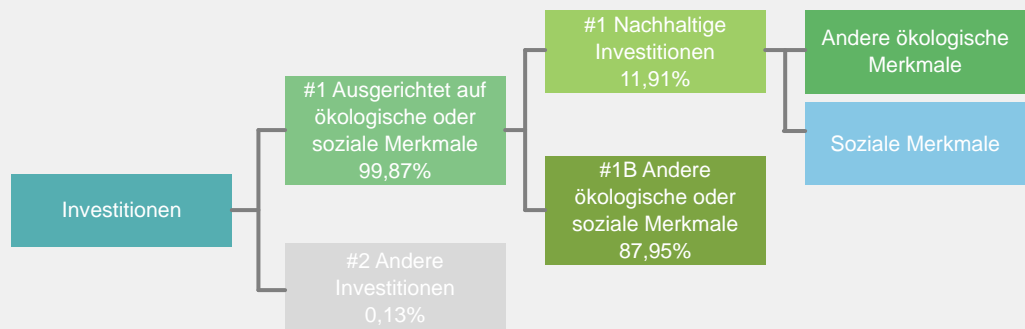 Investitionen
#1 Ausgerichtet auf
ökologische oder
soziale Merkmale
99,87%
#2 Andere
Investitionen
0,13%
#1 Nachhaltige
Investitionen
11,91%
#1B Andere
ökologische oder
soziale Merkmale
87,95%
Andere ökologische
Merkmale
Soziale Merkmale